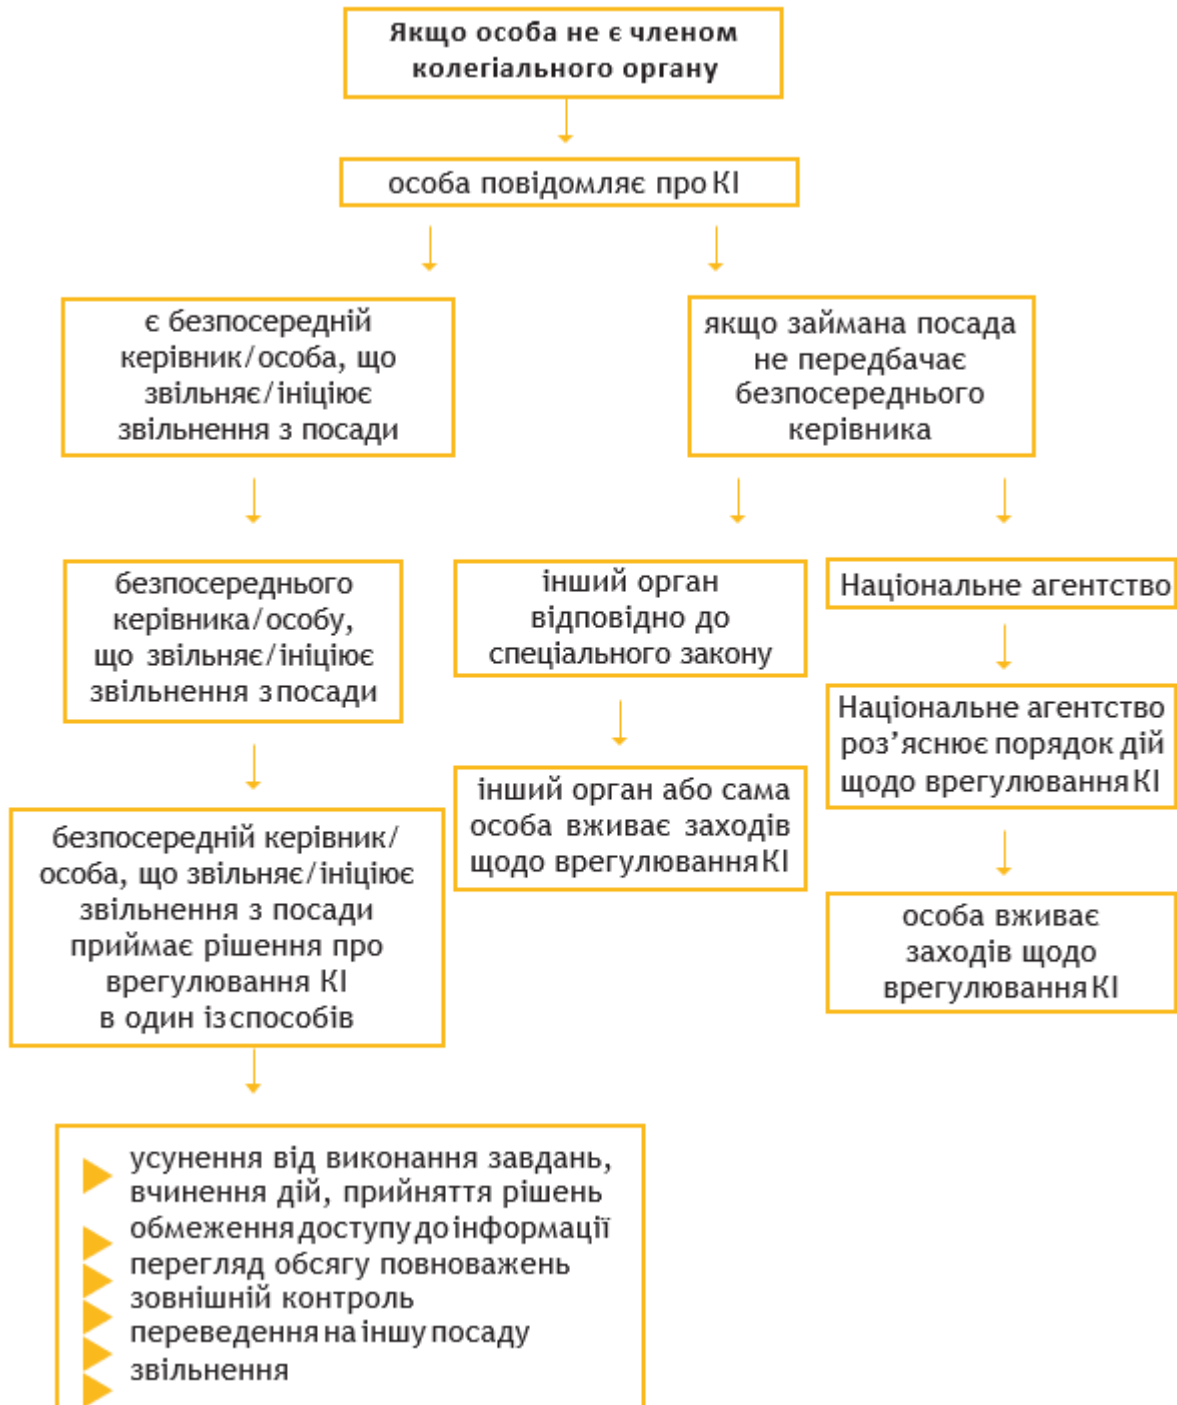 Якщо особа не є членом
колегіального органу
особа повідомляє про КІ
є безпосередній
керівник/особа, що
звільняє/ініціює
звільнення з посади
якщо займана посада
не передбачає
безпосереднього
керівника
безпосереднього
керівника/особу,
що звільняє/ініціює
звільнення з посади
інший орган
відповідно до
спеціального закону
Національне агентство
Національне агентство
роз’яснює порядок дій
щодо врегулювання КІ
інший орган або сама
особа вживає заходів
щодо врегулювання КІ
безпосередній керівник/
особа, що звільняє/ініціює
звільнення з посади
приймає рішення про
врегулювання КІ
в один із способів
особа вживає
заходів щодо
врегулювання КІ
усунення від виконання завдань,
вчинення дій, прийняття рішень
обмеження доступу до інформації
перегляд обсягу повноважень
зовнішній контроль
переведення на іншу посаду
звільнення